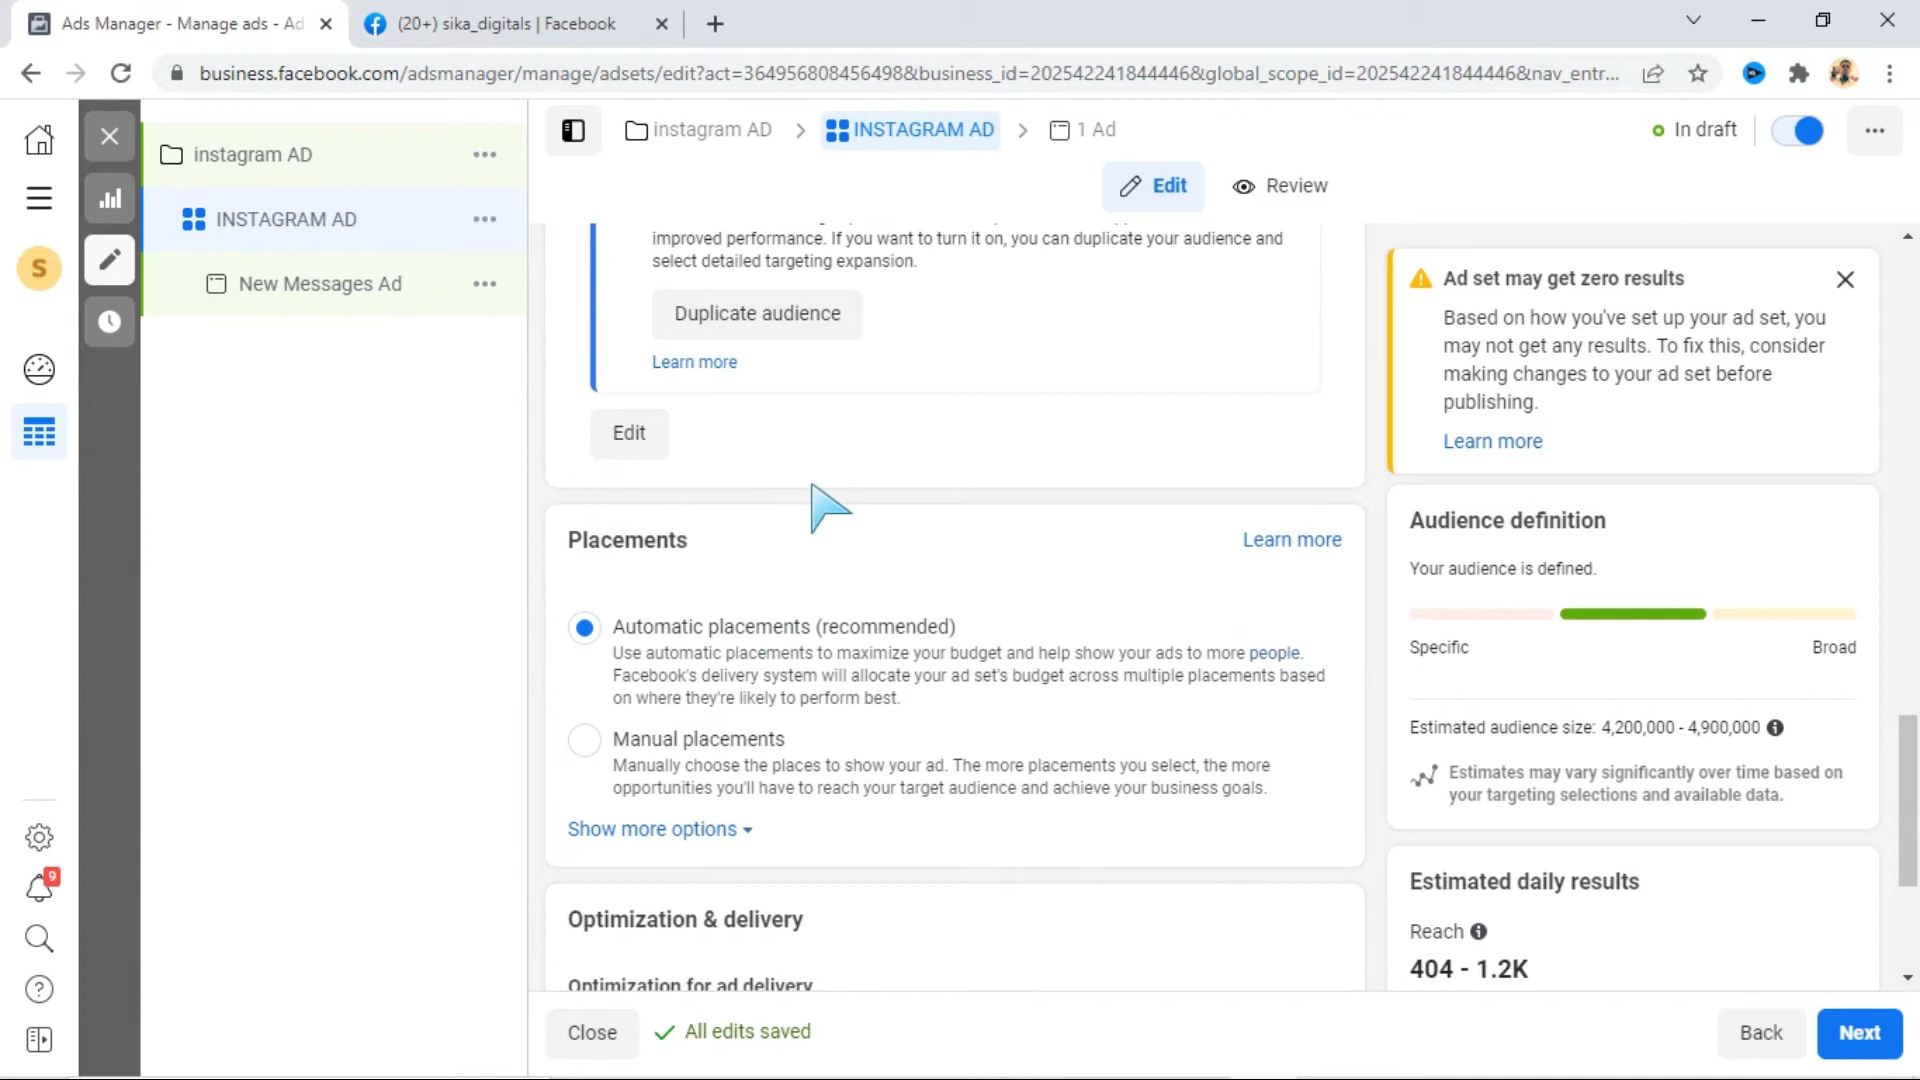 Ads Manager - Manage ads - Ad
(20+) sika_digitals | Facebook
business.facebook.com/adsmanager/manage/adsets/edit?act=364956808456498&business_id=202542241844446&global_scope_id=202542241844446&nav_entr...
instagram AD
INSTAGRAM AD
New Messages Ad
S
9
instagram AD
INSTAGRAM AD
1 Ad
In draft
Edit
Review
improved performance. If you want to turn it on, you can duplicate your audience and
select detailed targeting expansion.
Duplicate audience
Learn more
Edit
Placements
Learn more
Automatic placements (recommended)
Use automatic placements to maximize your budget and help show your ads to more people.
Facebook's delivery system will allocate your ad set's budget across multiple placements based
on where they're likely to perform best.
Manual placements
Manually choose the places to show your ad. The more placements you select, the more
opportunities you'll have to reach your target audience and achieve your business goals.
Show more options
Optimization & delivery
Optimization for ad delivery
Ad set may get zero results
Based on how you've set up your ad set, you
may not get any results. To fix this, consider
making changes to your ad set before
publishing.
Learn more
Audience definition
Your audience is defined.
Specific
Broad
Estimated audience size: 4,200,000 - 4,900,000
Estimates may vary significantly over time based on
your targeting selections and available data.
Estimated daily results
Reach
404 - 1.2K
Close
All edits saved
Back
Next